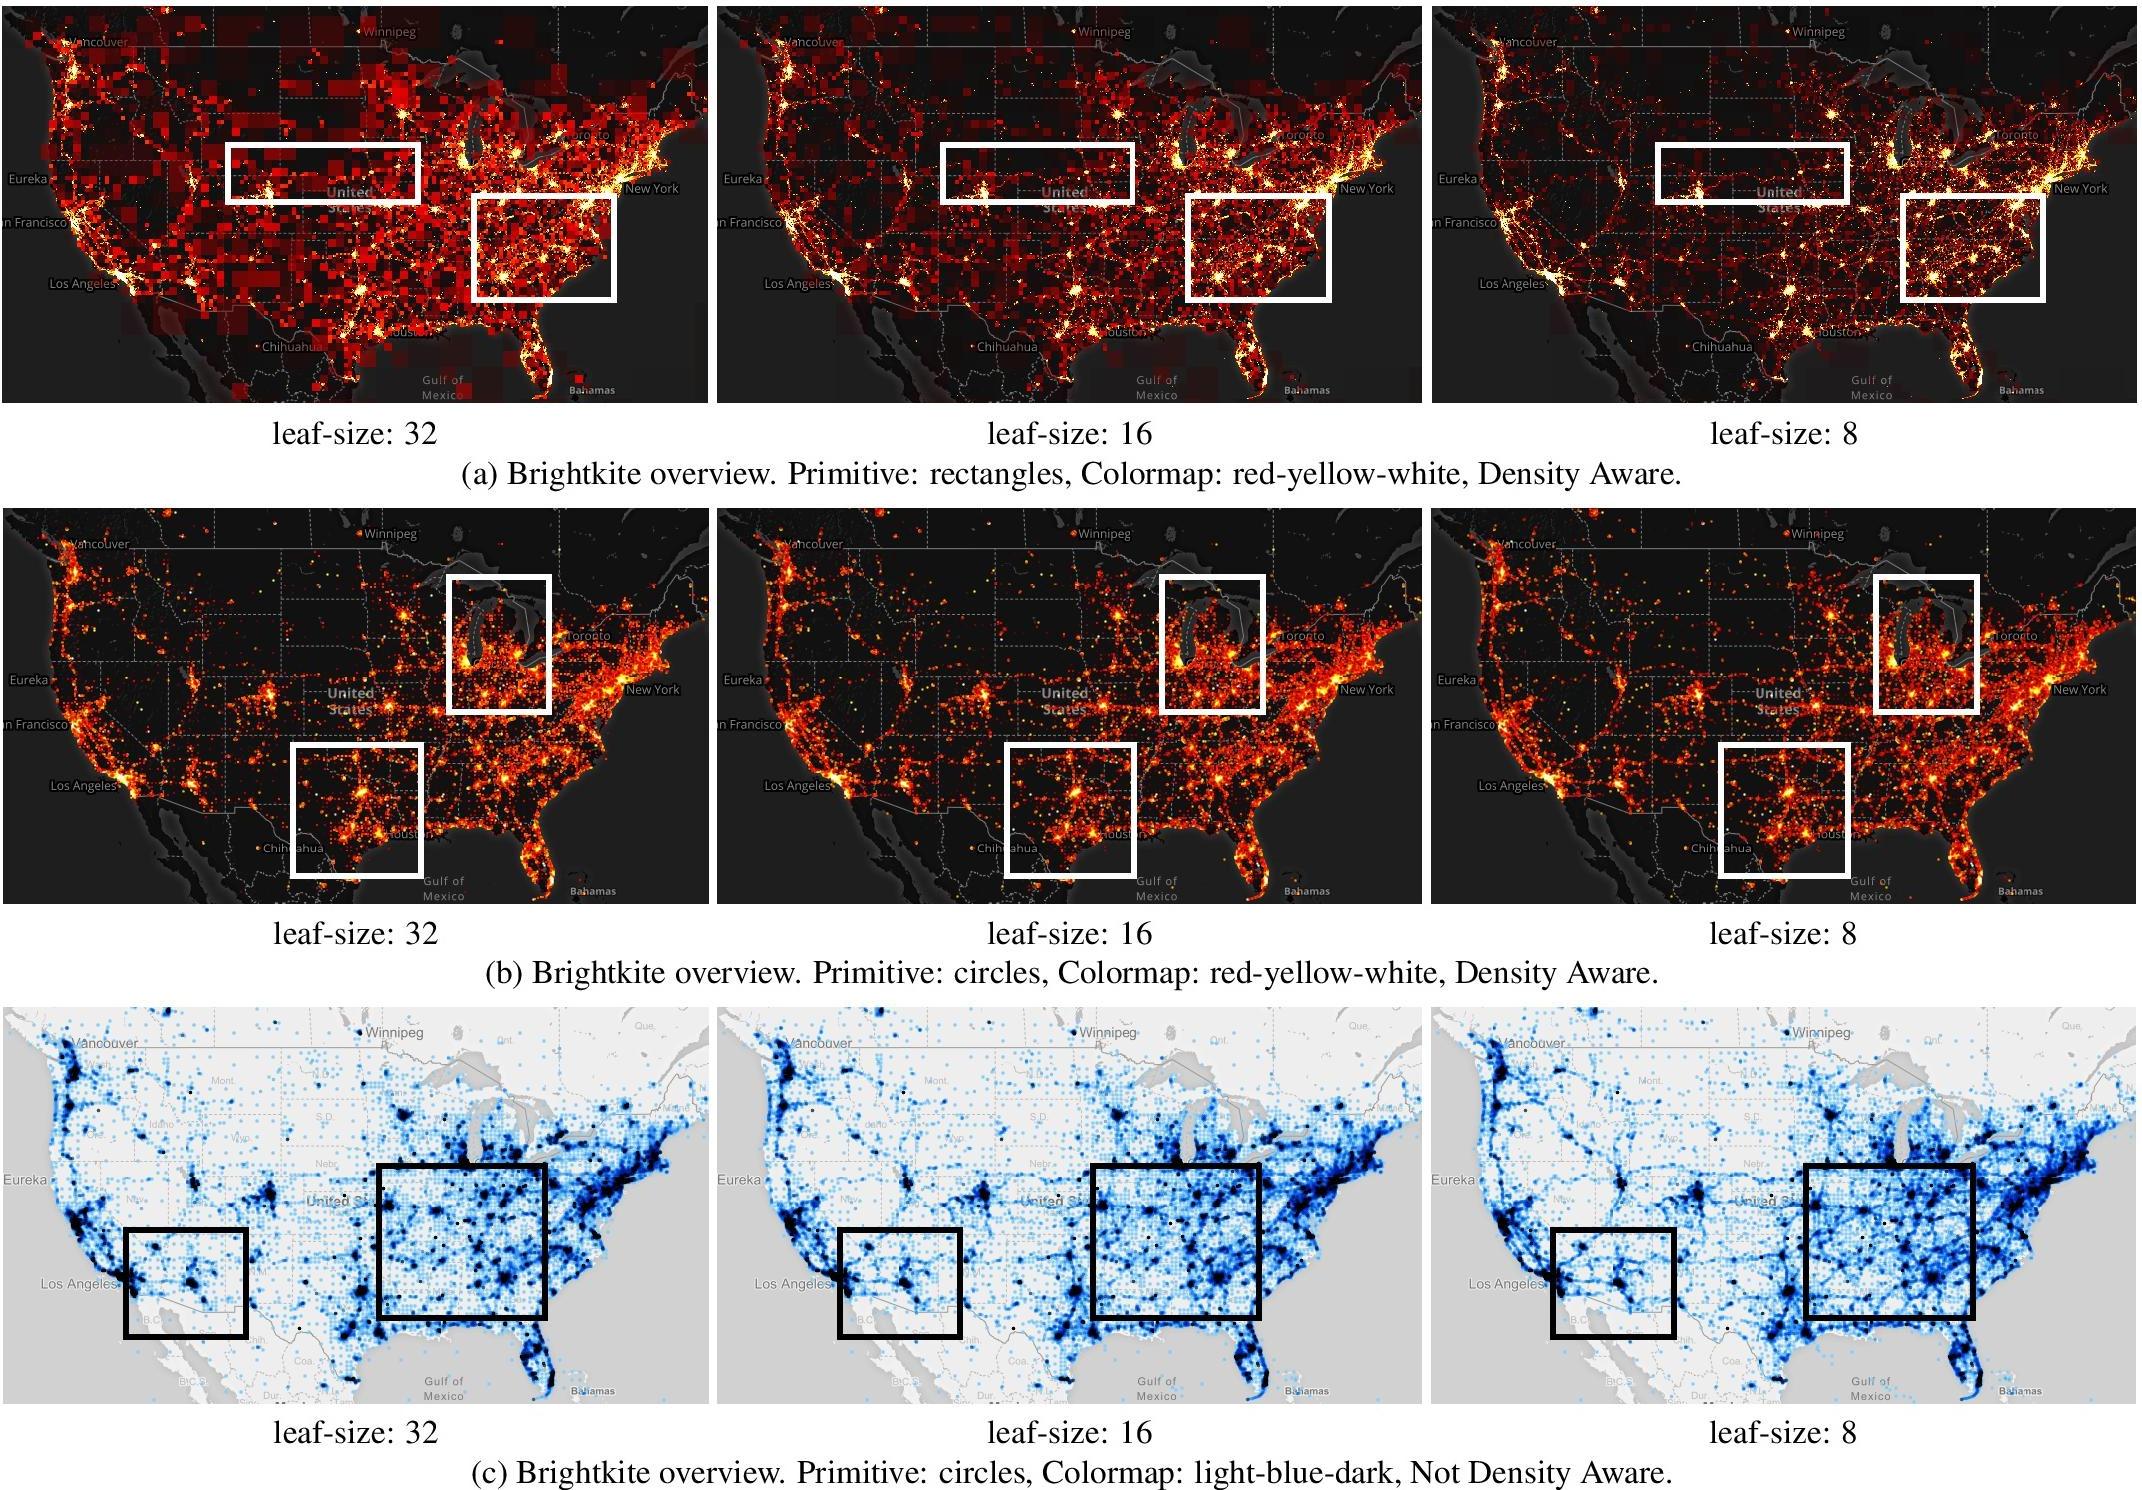 Vancouver Winnipeg
Toronto
Eureka United States New York
n Francisco
Los Angeles
Chihuahua Houston
Gulf of Mexico Bahamas
Vancouver Winnipeg
Toronto
Eureka United States New York
n Francisco
Los Angeles
Chihuahua Houston
Gulf of Mexico Bahamas
Vancouver Winnipeg
Toronto
Eureka United States New York
n Francisco
Los Angeles
Chihuahua Houston
Gulf of Mexico Bahamas
leaf-size: 32 leaf-size: 16 leaf-size: 8
(a) Brightkite overview. Primitive: rectangles, Colormap: red-yellow-white, Density Aware.
Vancouver Winnipeg
Toronto
Eureka United States New York
n Francisco
Los Angeles
Chihuahua Houston
Gulf of Mexico Bahamas
Vancouver Winnipeg
Toronto
Eureka United States New York
n Francisco
Los Angeles
Chihuahua Houston
Gulf of Mexico Bahamas
Vancouver Winnipeg
Toronto
Eureka United States New York
n Francisco
Los Angeles
Chihuahua Houston
Gulf of Mexico Bahamas
leaf-size: 32 leaf-size: 16 leaf-size: 8
(b) Brightkite overview. Primitive: circles, Colormap: red-yellow-white, Density Aware.
Vancouver Winnipeg Que.
Ont.
Mont. N.D.
S.D.
Idaho Wyo.
Nebr.
Eureka United S
Los Angeles
B.C.
Coa.
B.C.S. Dur. Gulf of Mexico Bahamas
Vancouver Winnipeg Que.
Ont.
Mont. N.D.
S.D.
Idaho Wyo.
Nebr.
Eureka United S
Los Angeles
B.C.
Coa.
B.C.S. Dur. Gulf of Mexico Bahamas
Vancouver Winnipeg Que.
Ont.
Mont. N.D.
S.D.
Idaho Wyo.
Nebr.
Eureka United S
Los Angeles
B.C.
Coa.
B.C.S. Dur. Gulf of Mexico Bahamas
leaf-size: 32 leaf-size: 16 leaf-size: 8
(c) Brightkite overview. Primitive: circles, Colormap: light-blue-dark, Not Density Aware.